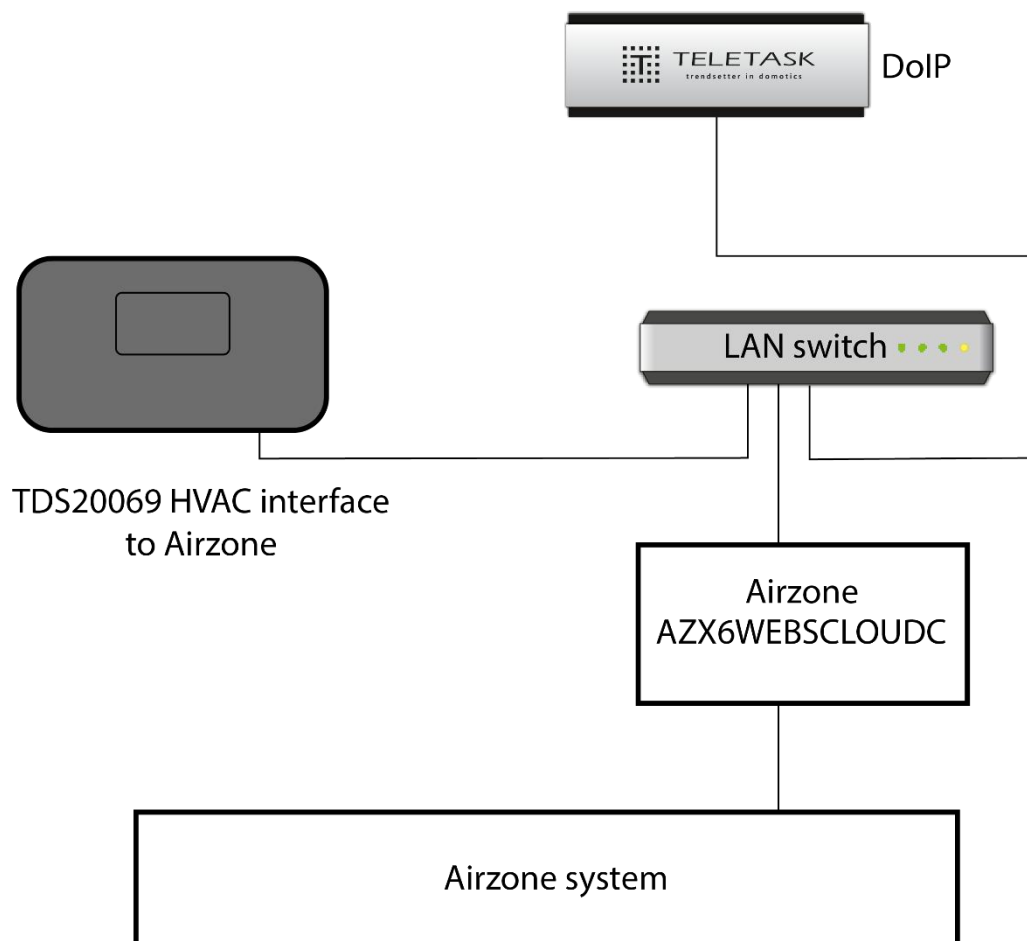 TELETASK
trendsetter in domotics
DoIP
LAN switch
TDS20069 HVAC interface
to Airzone
Airzone
AZX6WEBSCLOUDC
Airzone system